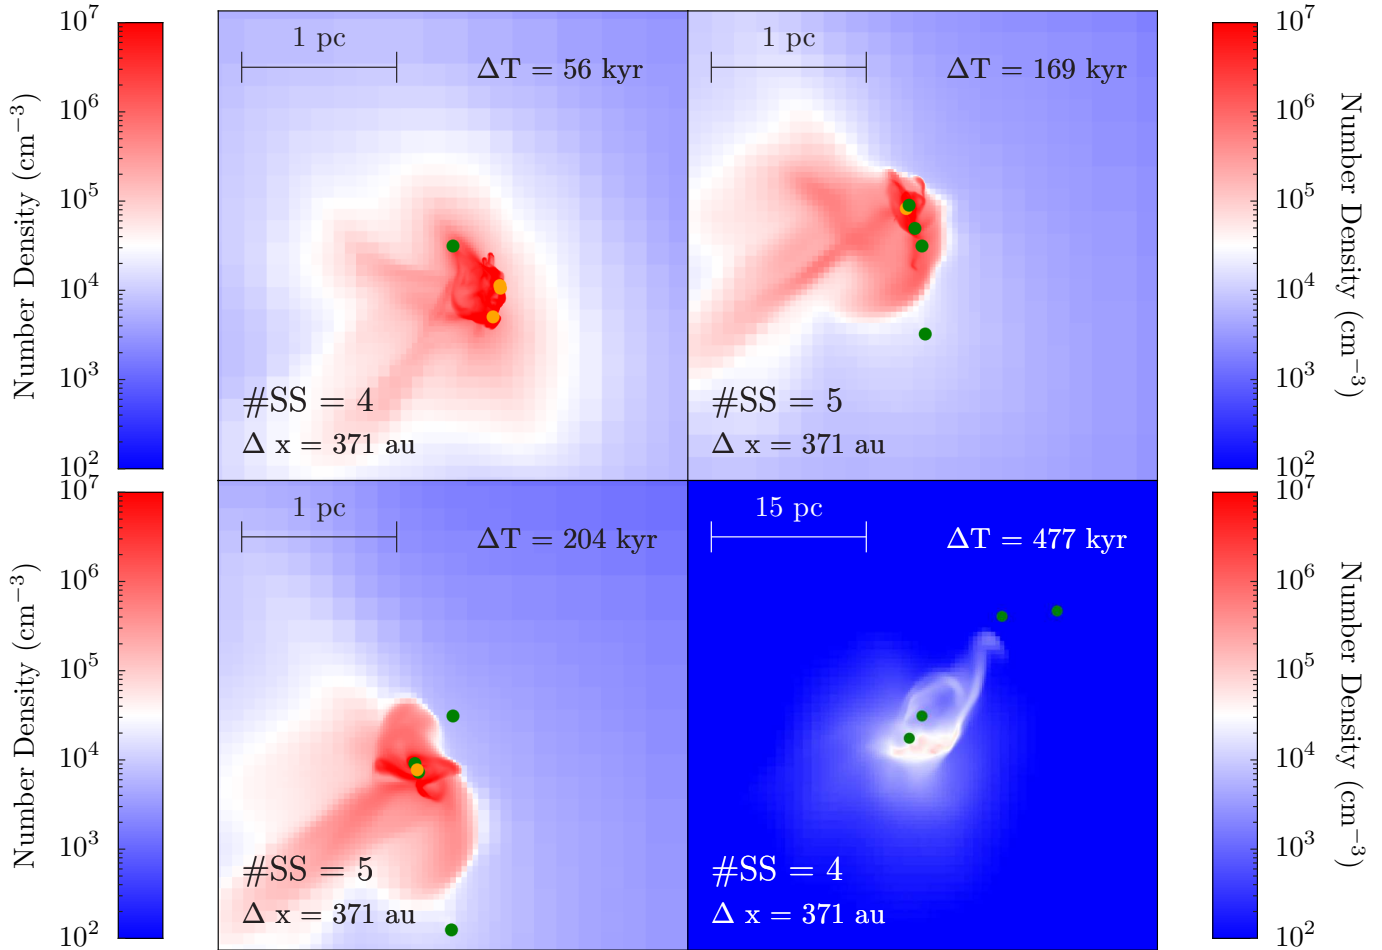 10^7
10^6
10^5
10^4
10^3
10^2
Number Density (cm^−3)
1 pc
ΔT = 56 kyr
#SS = 4
Δ x = 371 au
1 pc
ΔT = 169 kyr
#SS = 5
Δ x = 371 au
10^7
10^6
10^5
10^4
10^3
10^2
Number Density (cm^−3)
10^7
10^6
10^5
10^4
10^3
10^2
Number Density (cm^−3)
1 pc
ΔT = 204 kyr
#SS = 5
Δ x = 371 au
15 pc
ΔT = 477 kyr
#SS = 4
Δ x = 371 au
10^7
10^6
10^5
10^4
10^3
10^2
Number Density (cm^−3)